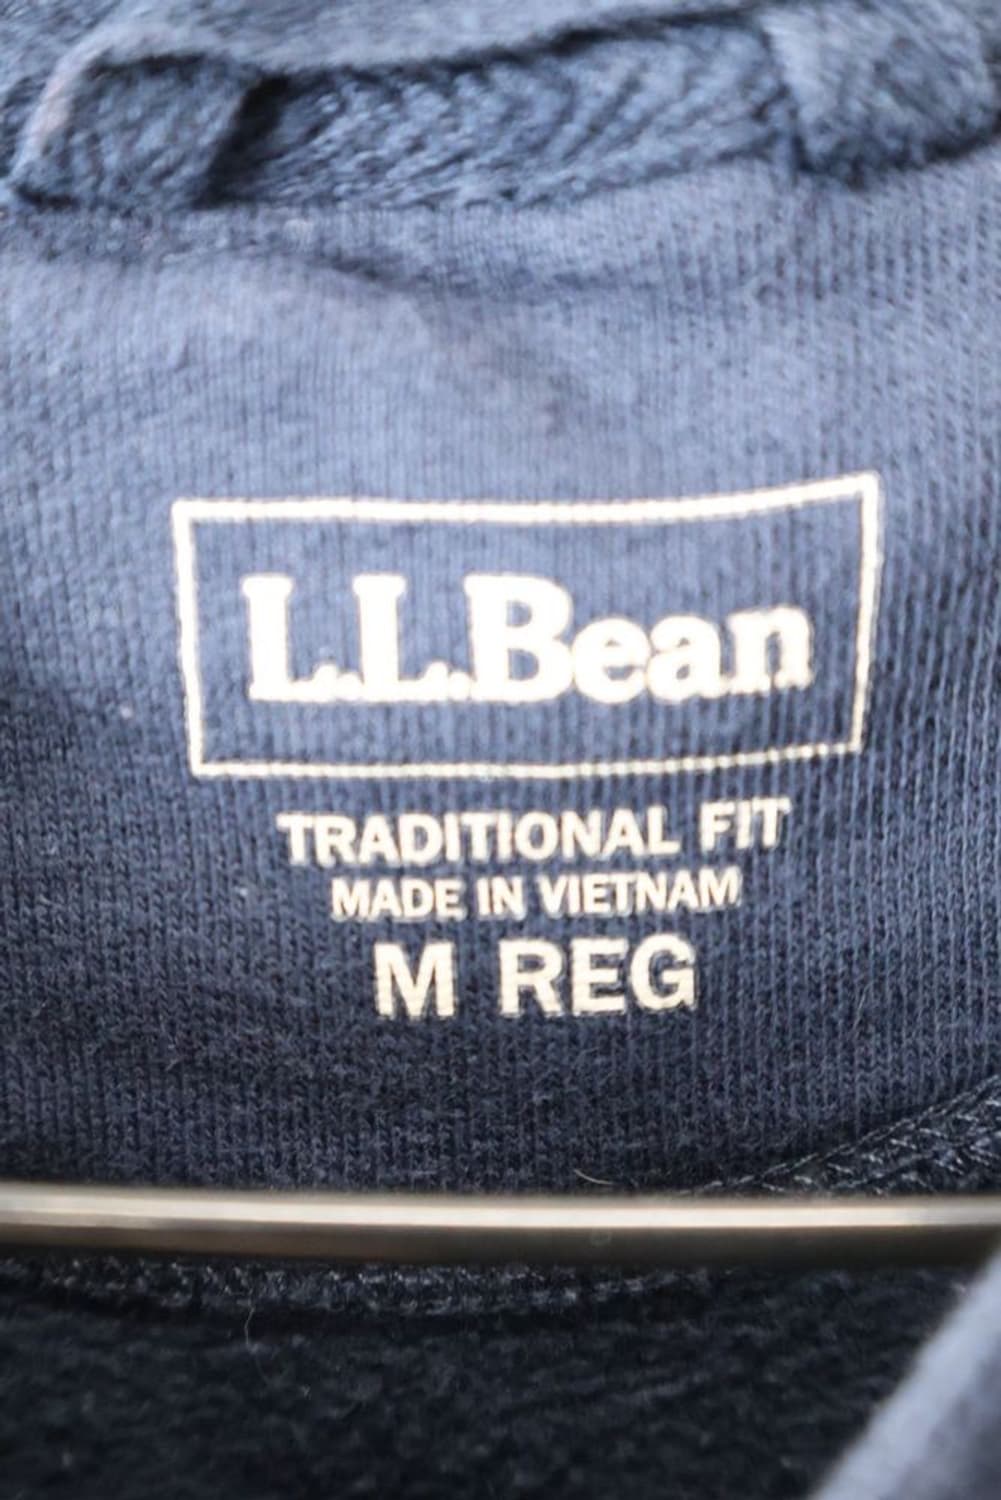 L.L.Bean
TRADITIONAL FIT
MADE IN VIETNAM
M REG